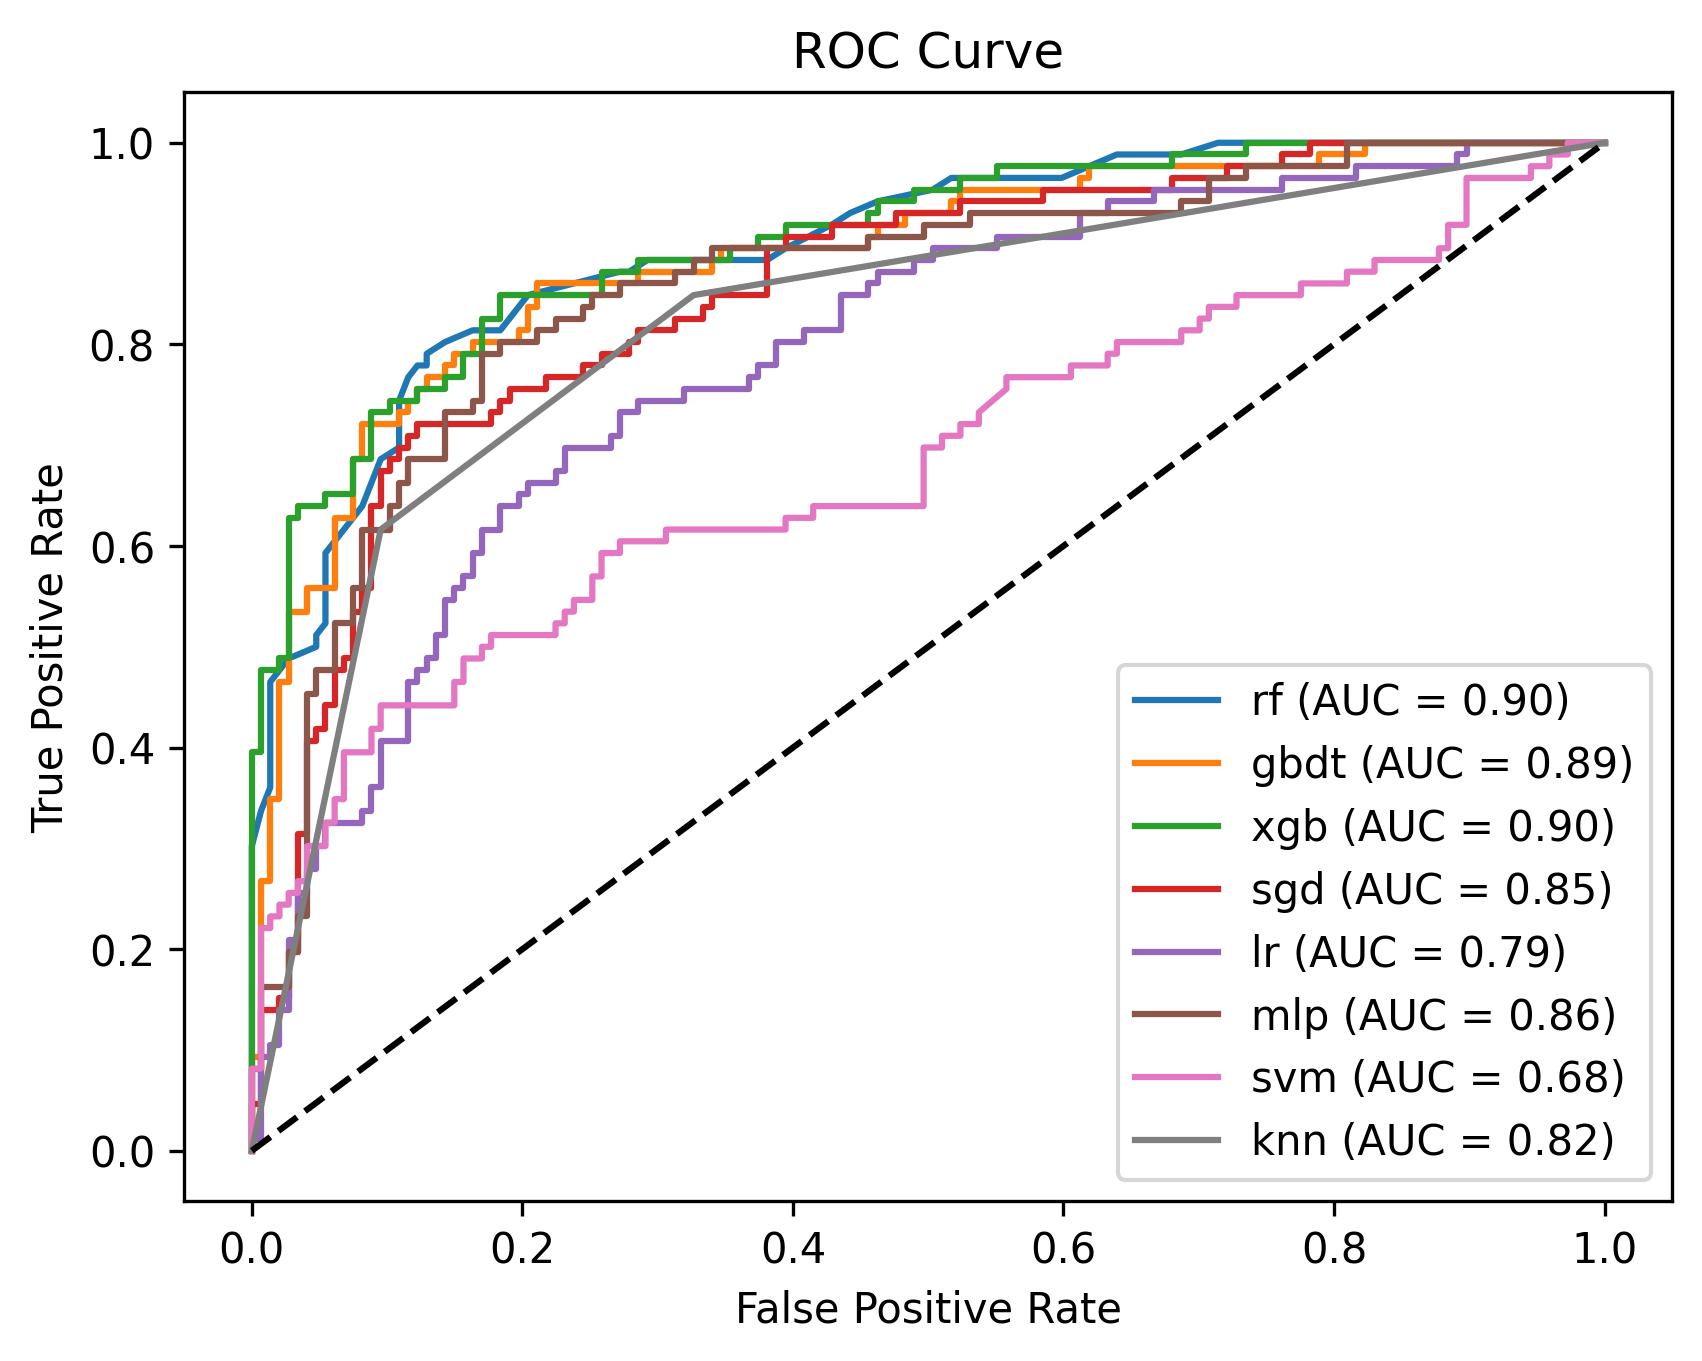 ROC Curve
1.0
0.8
0.6
0.4
0.2
0.0
True Positive Rate
rf (AUC = 0.90)
gbdt (AUC = 0.89)
xgb (AUC = 0.90)
sgd (AUC = 0.85)
lr (AUC = 0.79)
mlp (AUC = 0.86)
svm (AUC = 0.68)
knn (AUC = 0.82)
0.0 0.2 0.4 0.6 0.8 1.0
False Positive Rate